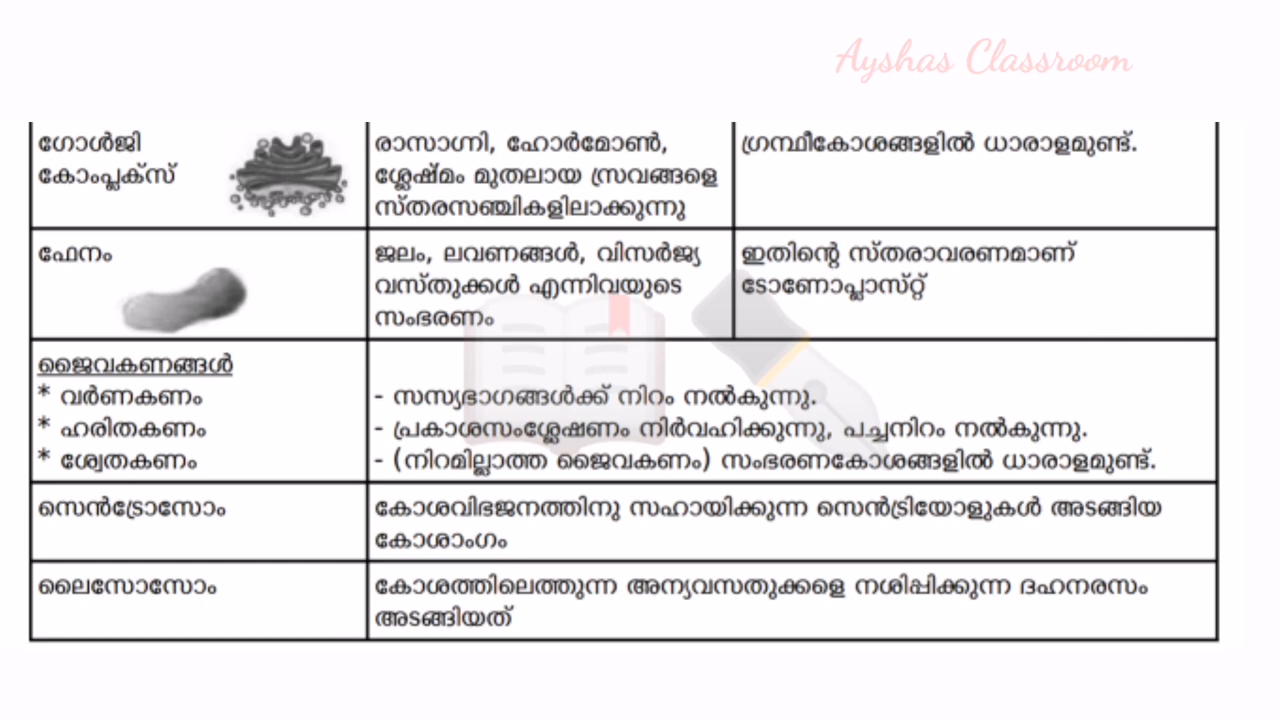 Ayshas Classroom
ഗോൾജി
കോംപ്ലക്സ്
രാസാഗ്നി, ഹോർമോൺ,
ശ്ലേഷ്മം മുതലായ സ്രവങ്ങളെ
സ്തരസഞ്ചികളിലാക്കുന്നു
ഗ്രന്ഥീകോശങ്ങളിൽ ധാരാളമുണ്ട്.
ഫേനം
ജലം, ലവണങ്ങൾ, വിസർജ്യ
വസ്തുക്കൾ എന്നിവയുടെ
സംഭരണം
ഇതിന്റെ സ്തരാവരണമാണ്
ടോണോപ്ലാസ്റ്റ്
ജൈവകണങ്ങൾ
* വർണകണം
- സസ്യഭാഗങ്ങൾക്ക് നിറം നൽകുന്നു.
* ഹരിതകണം
- പ്രകാശസംശ്ലേഷണം നിർവഹിക്കുന്നു, പച്ചനിറം നൽകുന്നു.
* ശ്വേതകണം
- (നിറമില്ലാത്ത ജൈവകണം) സംഭരണകോശങ്ങളിൽ ധാരാളമുണ്ട്.
സെൻട്രോസോം
കോശവിഭജനത്തിനു സഹായിക്കുന്ന സെൻട്രിയോളുകൾ അടങ്ങിയ
കോശാംഗം
ലൈസോസോം
കോശത്തിലെത്തുന്ന അന്യവസതുക്കളെ നശിപ്പിക്കുന്ന ദഹനരസം
അടങ്ങിയത്